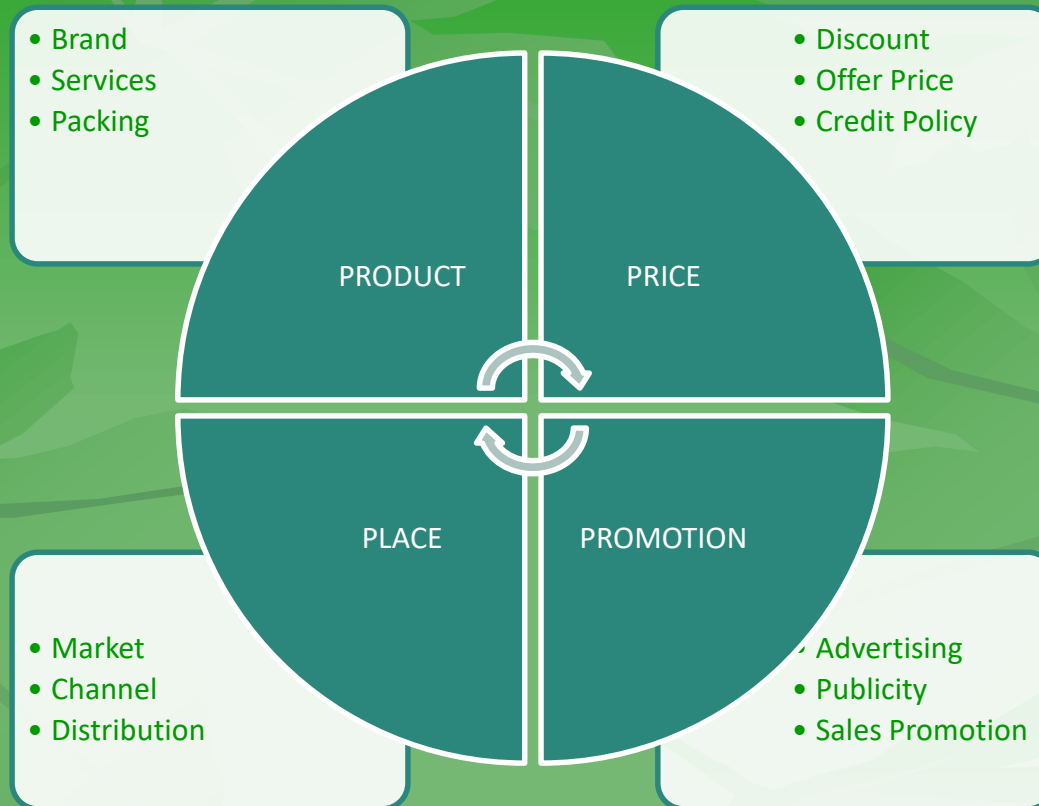 • Brand
• Services
• Packing
• Discount
• Offer Price
• Credit Policy
PRODUCT
PRICE
PLACE
PROMOTION
• Market
• Channel
• Distribution
• Advertising
• Publicity
• Sales Promotion